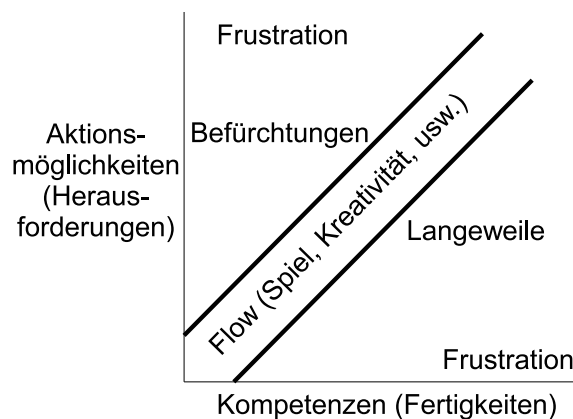 Frustration
Aktions-
möglichkeiten
(Heraus-
forderungen)
Befürchtungen
Flow (Spiel, Kreativität, usw.)
Langeweile
Frustration
Kompetenzen (Fertigkeiten)